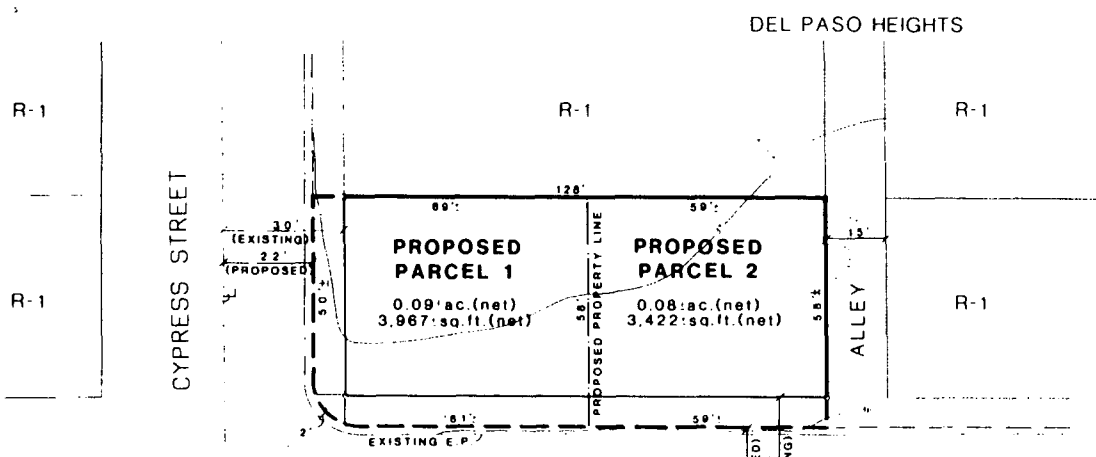 DEL PASO HEIGHTS
R-1
R-1
R-1
CYPRESS STREET
128'
69'±
59'±
30'
(EXISTING)
22'
(PROPOSED)
PROPOSED
PARCEL 1
0.09±ac.(net)
3,967±sq.ft.(net)
PROPOSED PROPERTY LINE
58'
PROPOSED
PARCEL 2
0.08±ac.(net)
3,422±sq.ft.(net)
15'
R-1
50'±
58'±
ALLEY
R-1
61'±
59'±
EXISTING E.P.